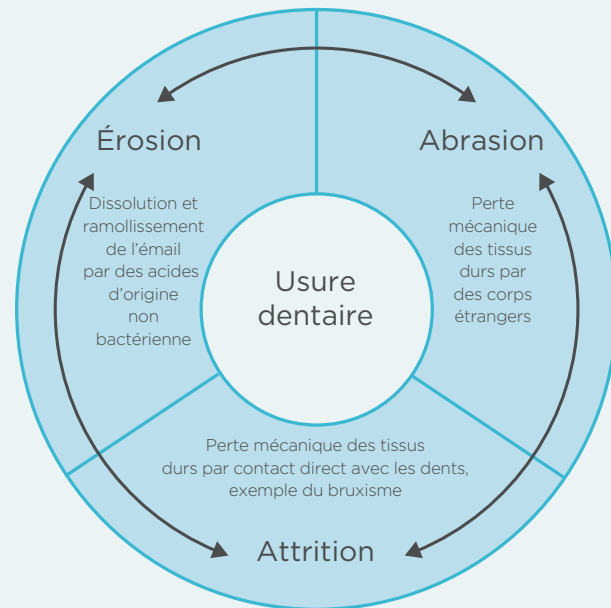 Érosion
Dissolution et
ramollissement
de l’émail
par des acides
d’origine
non
bactérienne
Abrasion
Perte
mécanique
des tissus
durs par
des corps
étrangers
Usure
dentaire
Perte mécanique des tissus
durs par contact direct avec les dents,
exemple du bruxisme
Attrition